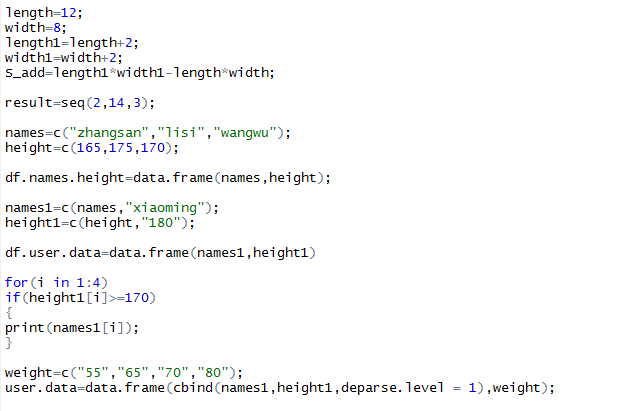 length=12;
width=8;
length1=length+2;
width1=width+2;
S_add=length1*width1-length*width;

result=seq(2,14,3);

names=c("zhangsan","lisi","wangwu");
height=c(165,175,170);

df.names.height=data.frame(names,height);

names1=c(names,"xiaoming");
height1=c(height,"180");

df.user.data=data.frame(names1,height1)

for(i in 1:4)
if(height1[i]>=170)
{
print(names1[i]);
}

weight=c("55","65","70","80");
user.data=data.frame(cbind(names1,height1,deparse.level = 1),weight);